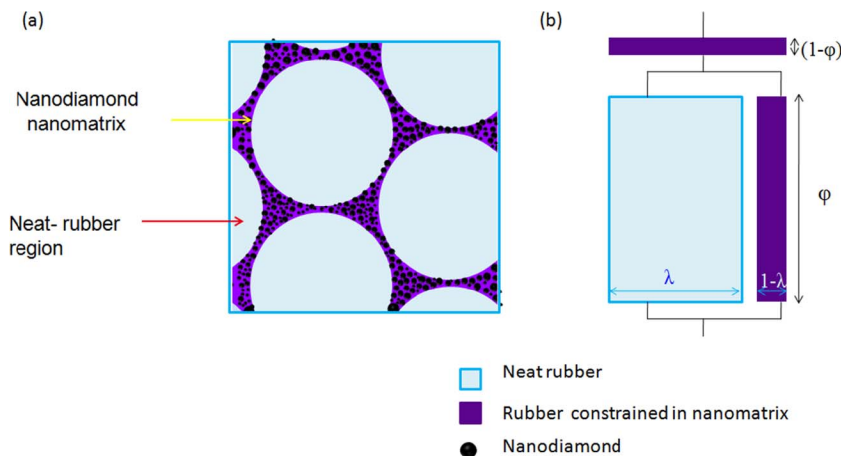 (a)
(b)
(1-φ)
Nanodiamond
nanomatrix
Neat- rubber
region
φ
λ
1-λ
Neat rubber
Rubber constrained in nanomatrix
Nanodiamond